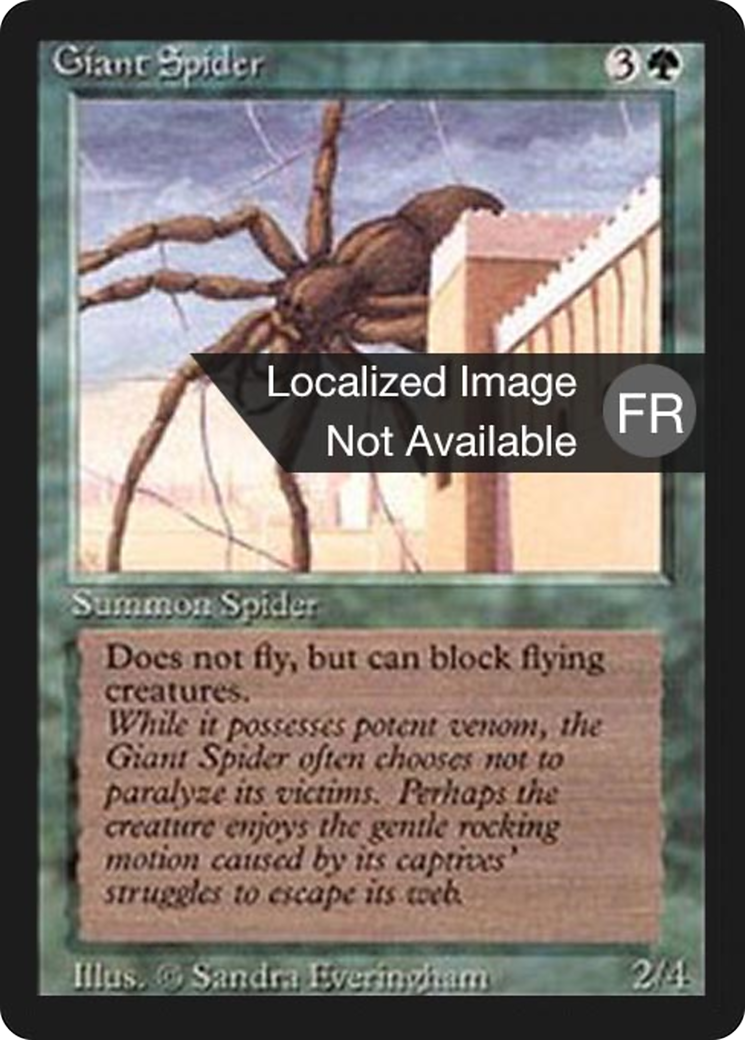 Giant Spider 3
Localized Image
Not Available
FR
Summon Spider
Does not fly, but can block flying
creatures.
While it possesses potent venom, the
Giant Spider often chooses not to
paralyze its victims. Perhaps the
creature enjoys the gentle rocking
motion caused by its captives'
struggles to escape its web.
Illus. © Sandra Everingham 2/4